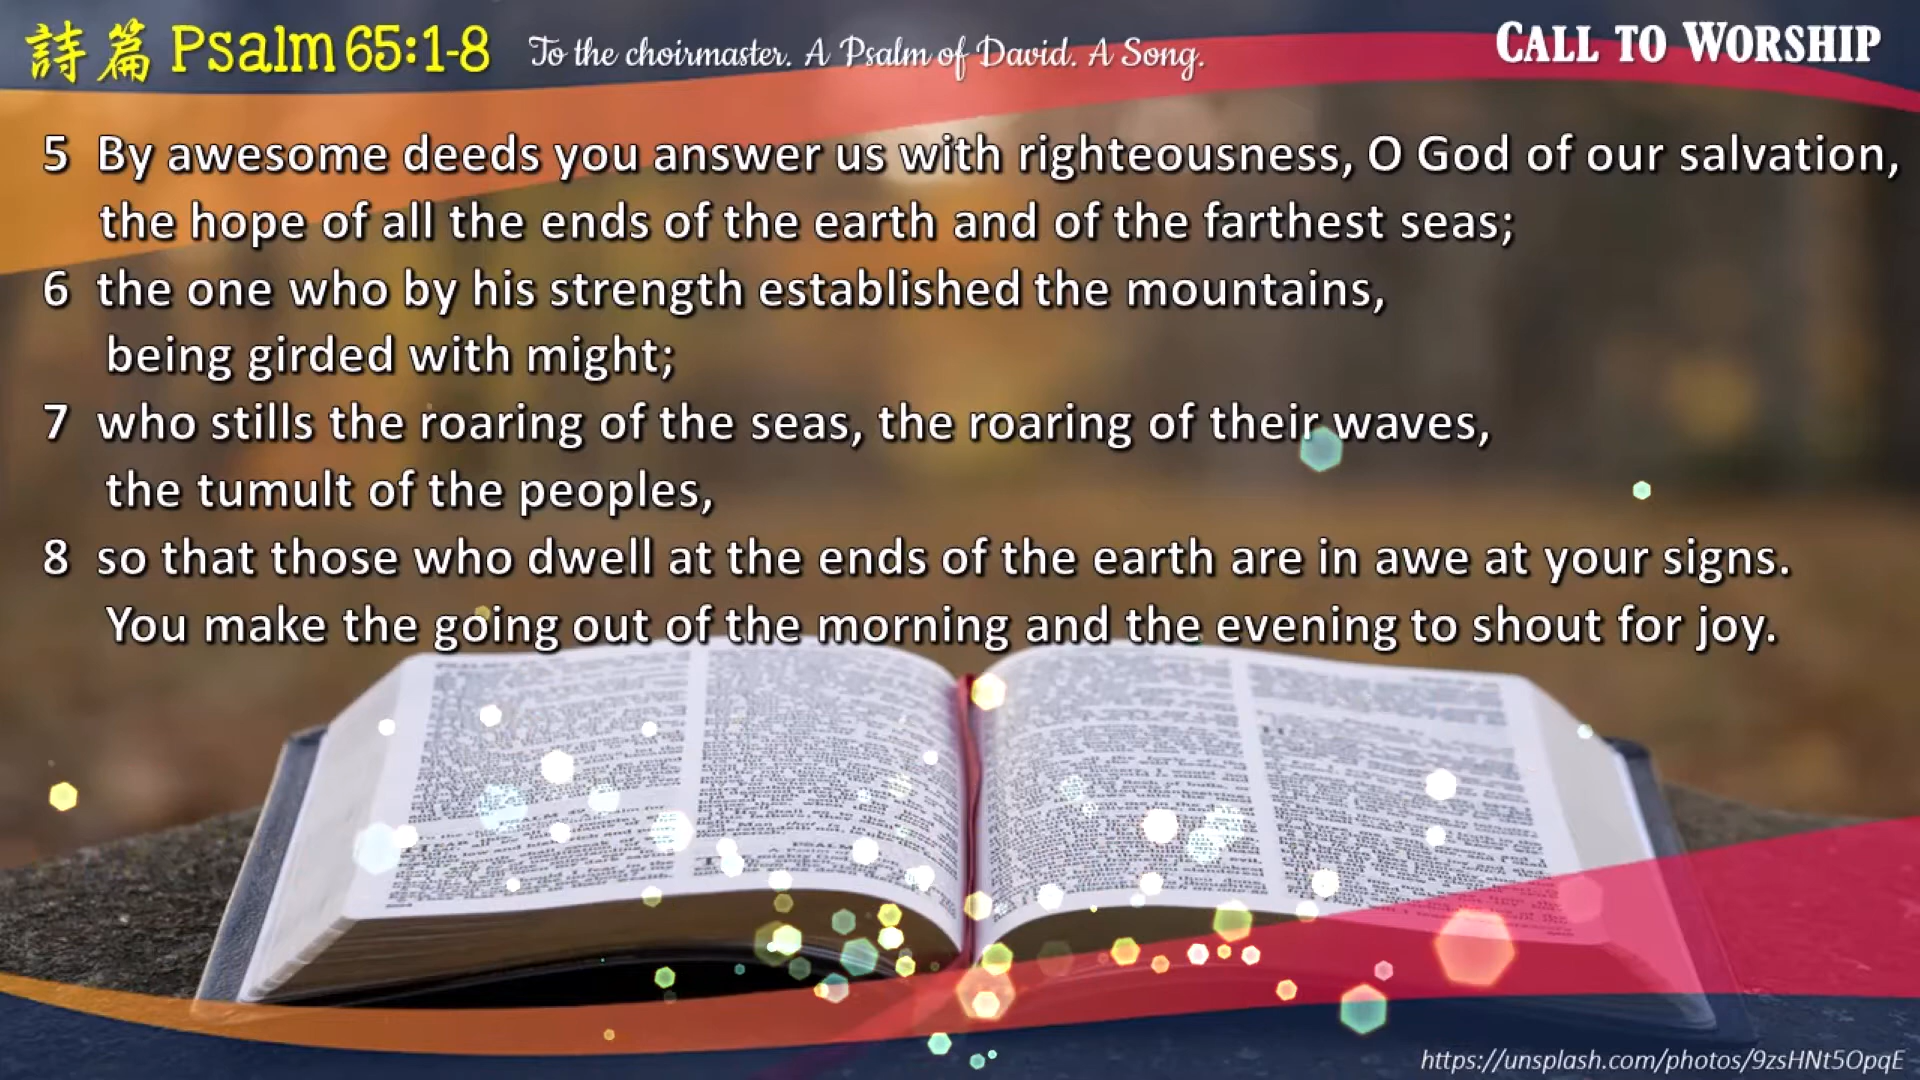 詩篇 Psalm 65:1-8 To the choirmaster. A Psalm of David. A Song. CALL TO WORSHIP
5 By awesome deeds you answer us with righteousness, O God of our salvation,
the hope of all the ends of the earth and of the farthest seas;
6 the one who by his strength established the mountains,
being girded with might;
7 who stills the roaring of the seas, the roaring of their waves,
the tumult of the peoples,
8 so that those who dwell at the ends of the earth are in awe at your signs.
You make the going out of the morning and the evening to shout for joy.
https://unsplash.com/photos/9zsHNt5OpqE